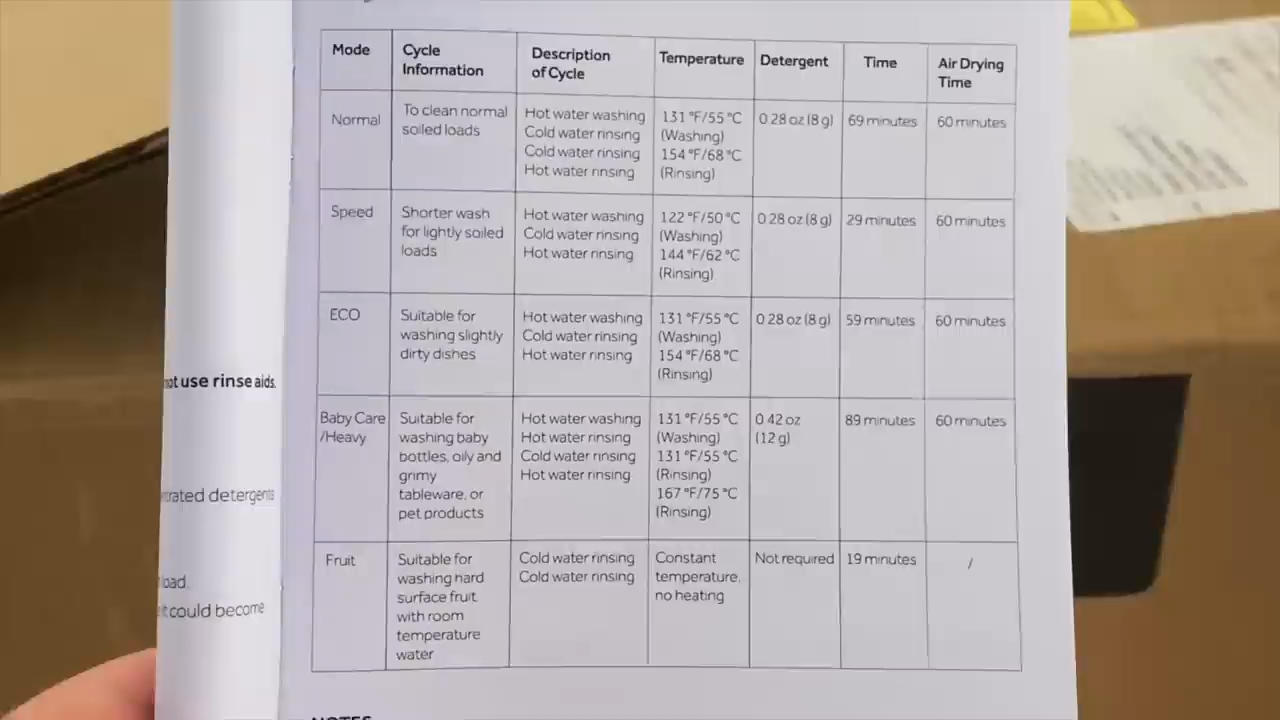 Mode
Cycle
Information
Description
of Cycle
Temperature
Detergent
Time
Air Drying
Time
Normal
To clean normal
soiled loads
Hot water washing
Cold water rinsing
Cold water rinsing
Hot water rinsing
131 °F/55 °C
(Washing)
154 °F/68 °C
(Rinsing)
0.28 oz (8 g)
69 minutes
60 minutes
Speed
Shorter wash
for lightly soiled
loads
Hot water washing
Cold water rinsing
Hot water rinsing
122 °F/50 °C
(Washing)
144 °F/62 °C
(Rinsing)
0.28 oz (8 g)
29 minutes
60 minutes
ECO
Suitable for
washing slightly
dirty dishes
Hot water washing
Cold water rinsing
Hot water rinsing
131 °F/55 °C
(Washing)
154 °F/68 °C
(Rinsing)
0.28 oz (8 g)
59 minutes
60 minutes
Baby Care
/Heavy
Suitable for
washing baby
bottles, oily and
grimy
tableware, or
pet products
Hot water washing
Hot water rinsing
Cold water rinsing
Hot water rinsing
131 °F/55 °C
(Washing)
131 °F/55 °C
(Rinsing)
167 °F/75 °C
(Rinsing)
0.42 oz
(12 g)
89 minutes
60 minutes
Fruit
Suitable for
washing hard
surface fruit
with room
temperature
water
Cold water rinsing
Cold water rinsing
Constant
temperature,
no heating
Not required
19 minutes
/
use rinse aids.
detergents
could become
NOTES